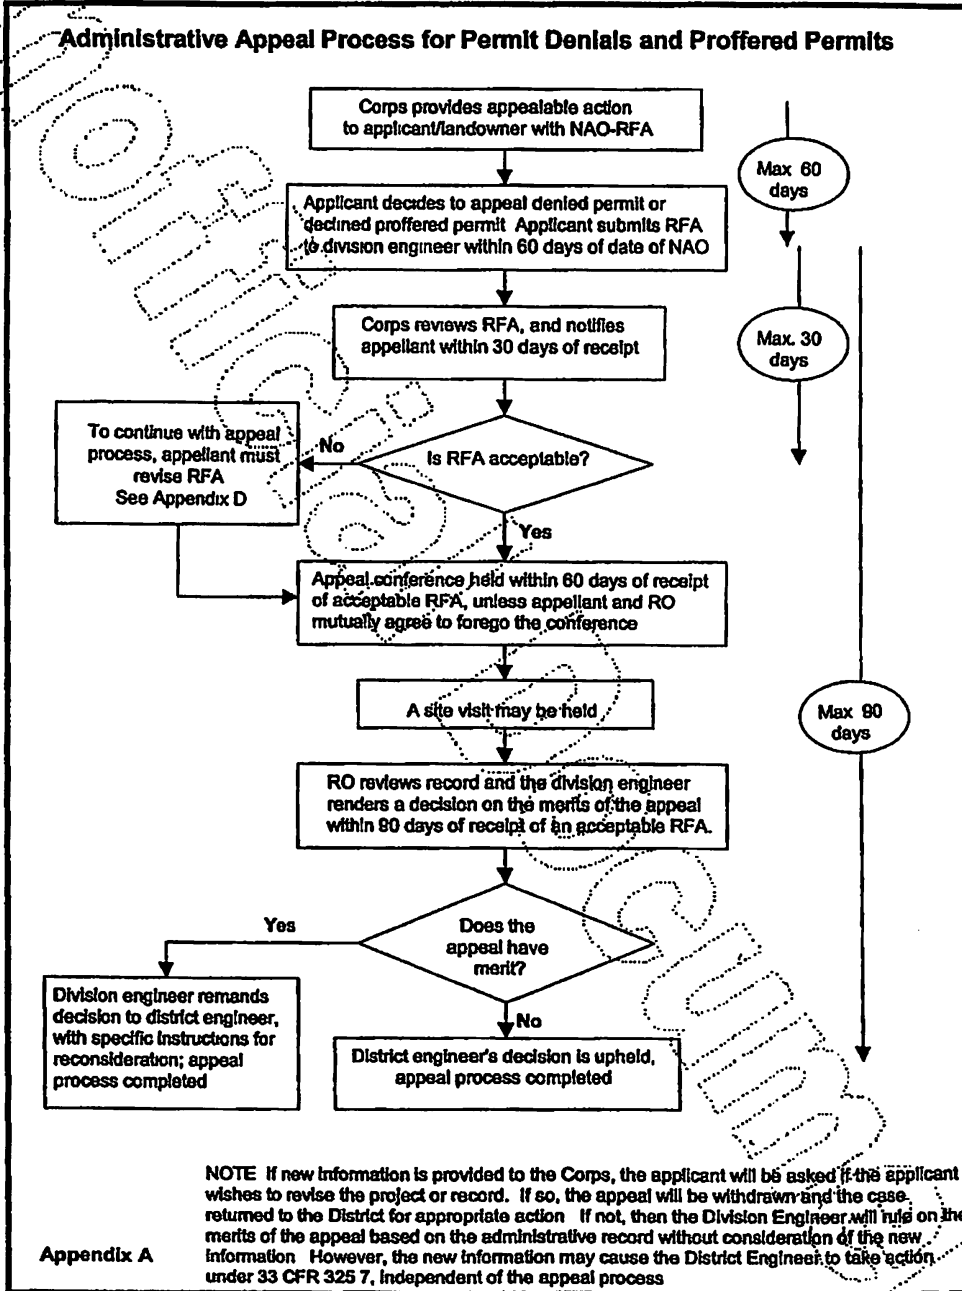 Administrative Appeal Process for Permit Denials and Proffered Permits
Corps provides appealable action
to applicant/landowner with NAO-RFA
Max 60
days
Applicant decides to appeal denied permit or
declined proffered permit Applicant submits RFA
to division engineer within 60 days of date of NAO
Corps reviews RFA, and notifies
appellant within 30 days of receipt
Max. 30
days
To continue with appeal
process, appellant must
revise RFA
See Appendix D
No
Is RFA acceptable?
Yes
Appeal conference held within 60 days of receipt
of acceptable RFA, unless appellant and RO
mutually agree to forego the conference
A site visit may be held
Max 90
days
RO reviews record and the division engineer
renders a decision on the merits of the appeal
within 90 days of receipt of an acceptable RFA.
Yes
Does the
appeal have
merit?
No
Division engineer remands
decision to district engineer,
with specific instructions for
reconsideration; appeal
process completed
District engineer's decision is upheld,
appeal process completed
NOTE If new information is provided to the Corps, the applicant will be asked if the applicant
wishes to revise the project or record. If so, the appeal will be withdrawn and the case
returned to the District for appropriate action If not, then the Division Engineer will rule on the
merits of the appeal based on the administrative record without consideration of the new
information However, the new information may cause the District Engineer to take action
under 33 CFR 325 7, independent of the appeal process
Appendix A
Unofficial Document